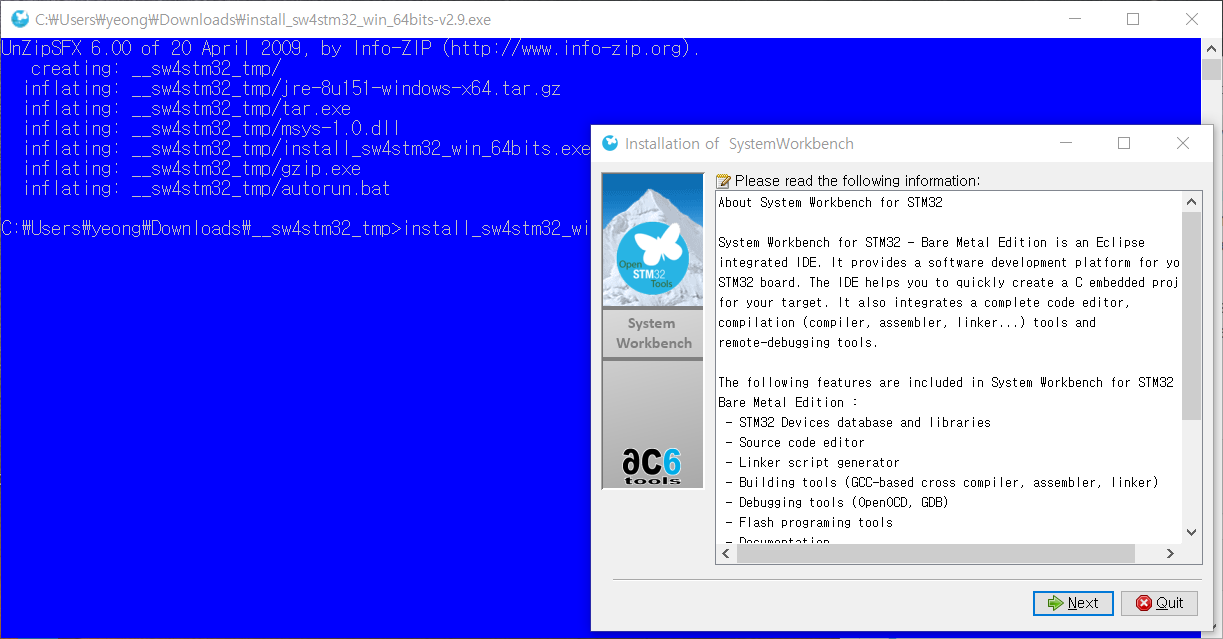 C:₩Users₩yeong₩Downloads₩install_sw4stm32_win_64bits-v2.9.exe
UnZipSFX 6.00 of 20 April 2009, by Info-ZIP (http://www.info-zip.org).
creating: __sw4stm32_tmp/
inflating: __sw4stm32_tmp/jre-8u151-windows-x64.tar.gz
inflating: __sw4stm32_tmp/tar.exe
inflating: __sw4stm32_tmp/msys-1.0.dll
inflating: __sw4stm32_tmp/install_sw4stm32_win_64bits.exe
inflating: __sw4stm32_tmp/gzip.exe
inflating: __sw4stm32_tmp/autorun.bat
C:₩Users₩yeong₩Downloads₩__sw4stm32_tmp>install_sw4stm32_wi
Installation of SystemWorkbench
Open
STM32
Tools
System
Workbench
ac6
tools
Please read the following information:
About System Workbench for STM32
System Workbench for STM32 - Bare Metal Edition is an Eclipse
integrated IDE. It provides a software development platform for yo
STM32 board. The IDE helps you to quickly create a C embedded proj
for your target. It also integrates a complete code editor,
compilation (compiler, assembler, linker...) tools and
remote-debugging tools.
The following features are included in System Workbench for STM32
Bare Metal Edition :
- STM32 Devices database and libraries
- Source code editor
- Linker script generator
- Building tools (GCC-based cross compiler, assembler, linker)
- Debugging tools (OpenOCD, GDB)
- Flash programing tools
- Documentation
Next
Quit